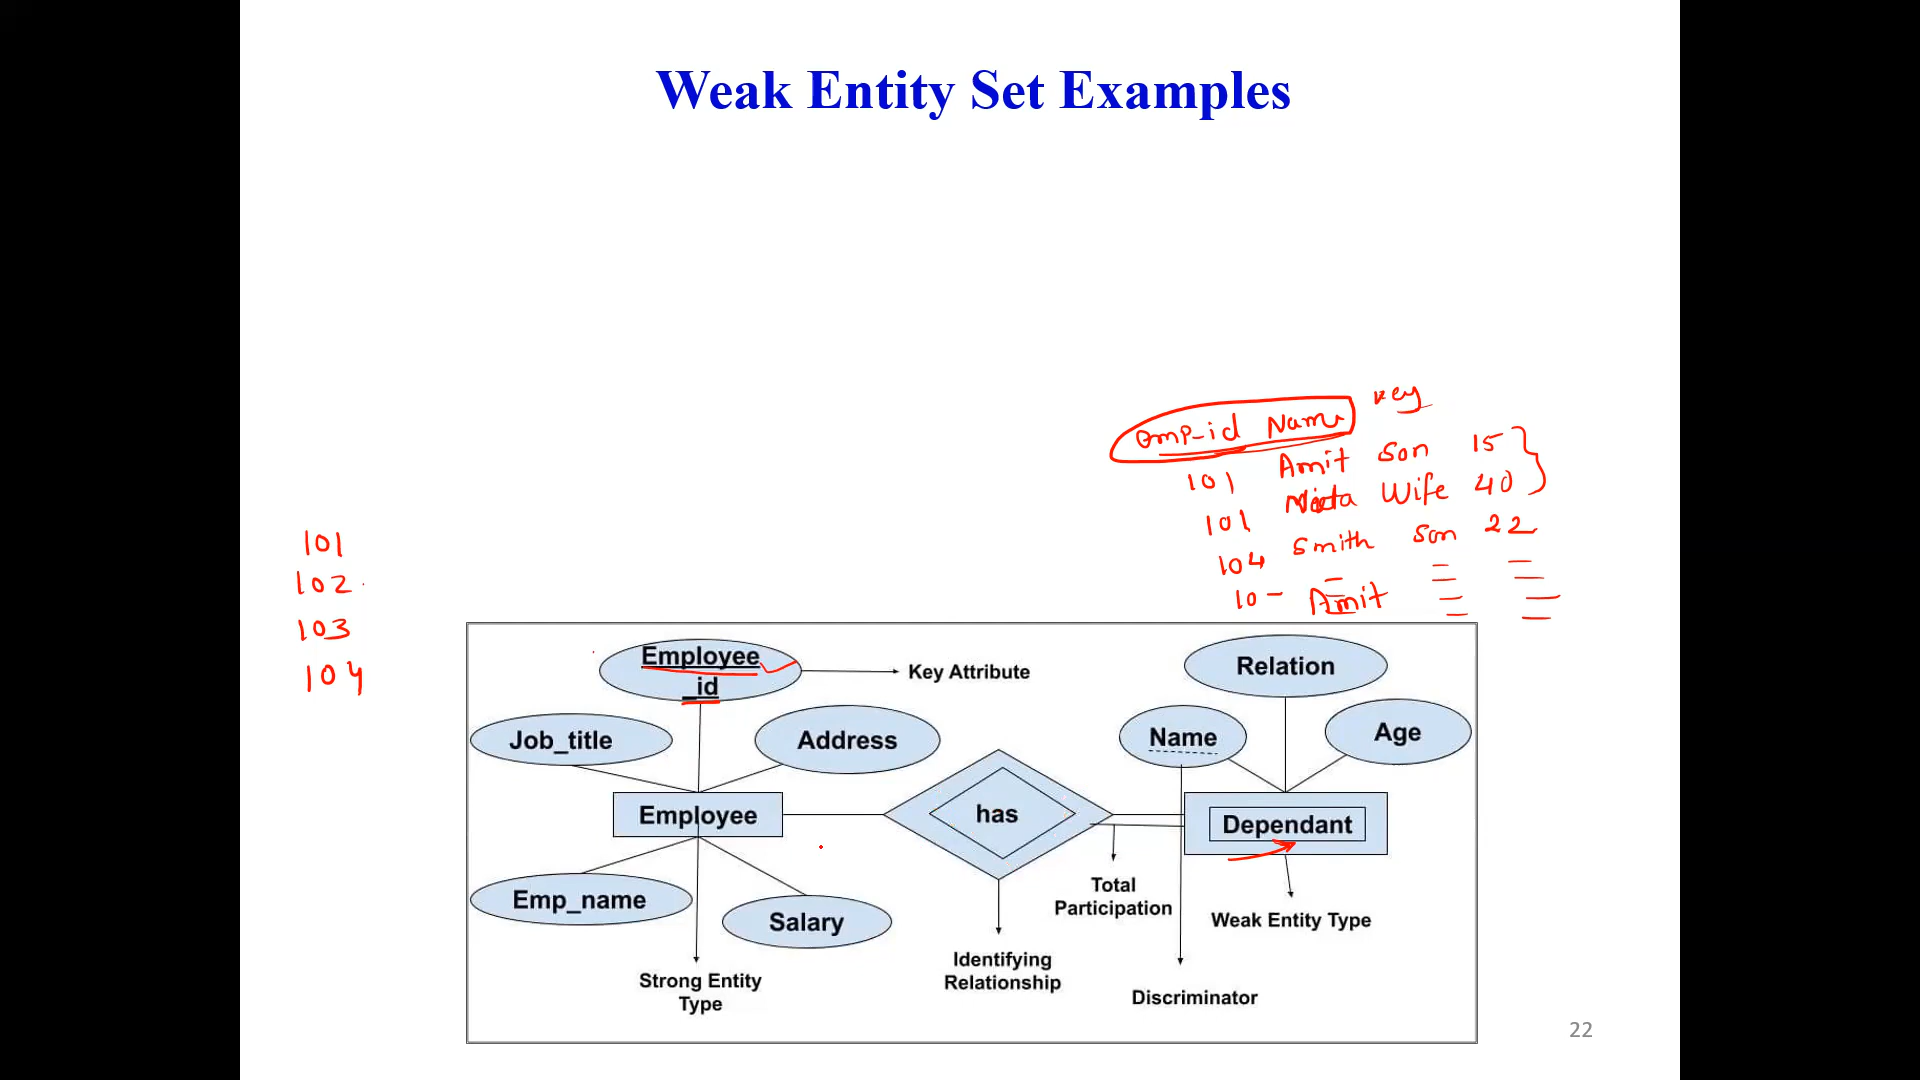 Weak Entity Set Examples
key
emp-id Name
101 Amit Son 15
101 Wife 40
104 Smith Son 22
10- Amit
101
102
103
104
Employee
_id
Key Attribute
Relation
Job_title
Address
Name
Age
Employee
has
Dependant
Emp_name
Salary
Total
Participation
Weak Entity Type
Strong Entity
Type
Identifying
Relationship
Discriminator
22